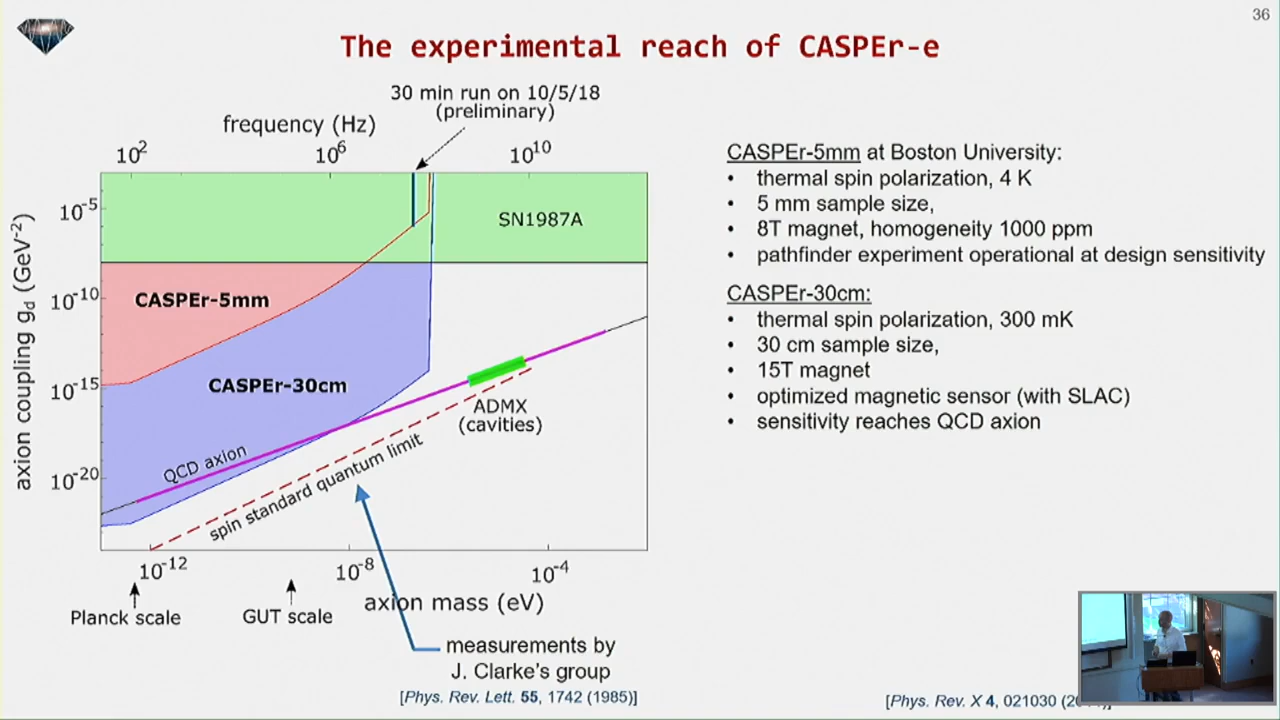 36
The experimental reach of CASPEr-e
30 min run on 10/5/18
(preliminary)
frequency (Hz)
10² 10⁶ 10¹⁰
axion coupling g_d (GeV⁻²)
10⁻⁵
10⁻¹⁰
10⁻¹⁵
10⁻²⁰
SN1987A
CASPEr-5mm
CASPEr-30cm
QCD axion
ADMX
(cavities)
spin standard quantum limit
10⁻¹² 10⁻⁸ 10⁻⁴
Planck scale
GUT scale
axion mass (eV)
measurements by
J. Clarke's group
[Phys. Rev. Lett. 55, 1742 (1985)]
CASPEr-5mm at Boston University:
• thermal spin polarization, 4 K
• 5 mm sample size,
• 8T magnet, homogeneity 1000 ppm
• pathfinder experiment operational at design sensitivity
CASPEr-30cm:
• thermal spin polarization, 300 mK
• 30 cm sample size,
• 15T magnet
• optimized magnetic sensor (with SLAC)
• sensitivity reaches QCD axion
[Phys. Rev. X 4, 021030